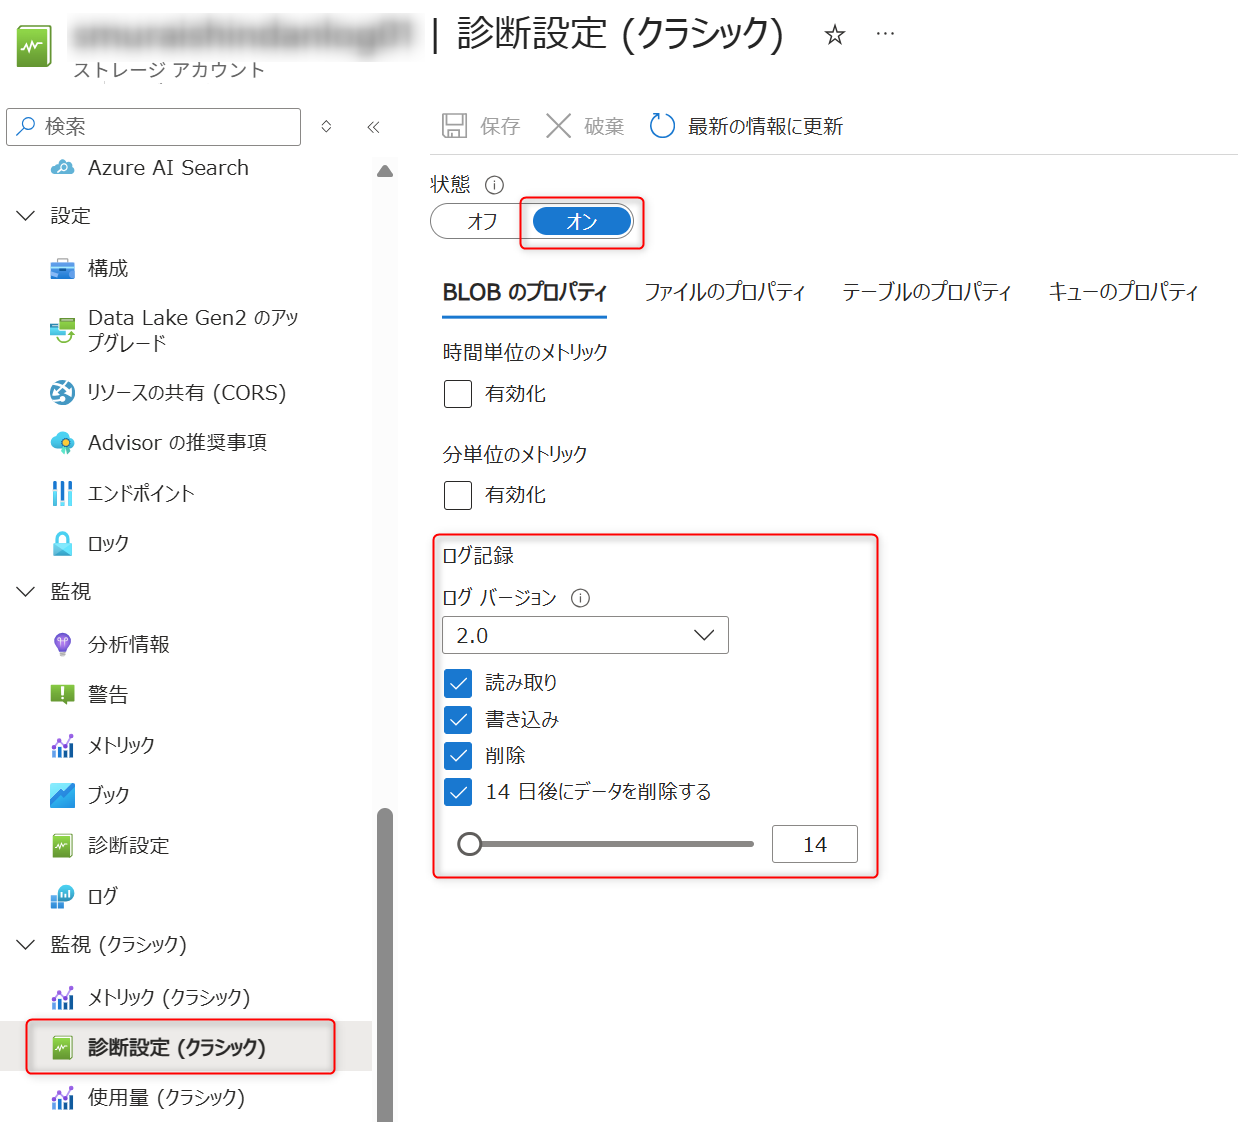 | 診断設定 (クラシック)
ストレージ アカウント
検索
保存
破棄
最新の情報に更新
Azure AI Search
設定
構成
Data Lake Gen2 のアッ
プグレード
リソースの共有 (CORS)
Advisor の推奨事項
エンドポイント
ロック
監視
分析情報
警告
メトリック
ブック
診断設定
ログ
監視 (クラシック)
メトリック (クラシック)
診断設定 (クラシック)
使用量 (クラシック)
状態
オフ オン
BLOB のプロパティ ファイルのプロパティ テーブルのプロパティ キューのプロパティ
時間単位のメトリック
有効化
分単位のメトリック
有効化
ログ記録
ログ バージョン
2.0
読み取り
書き込み
削除
14 日後にデータを削除する
14